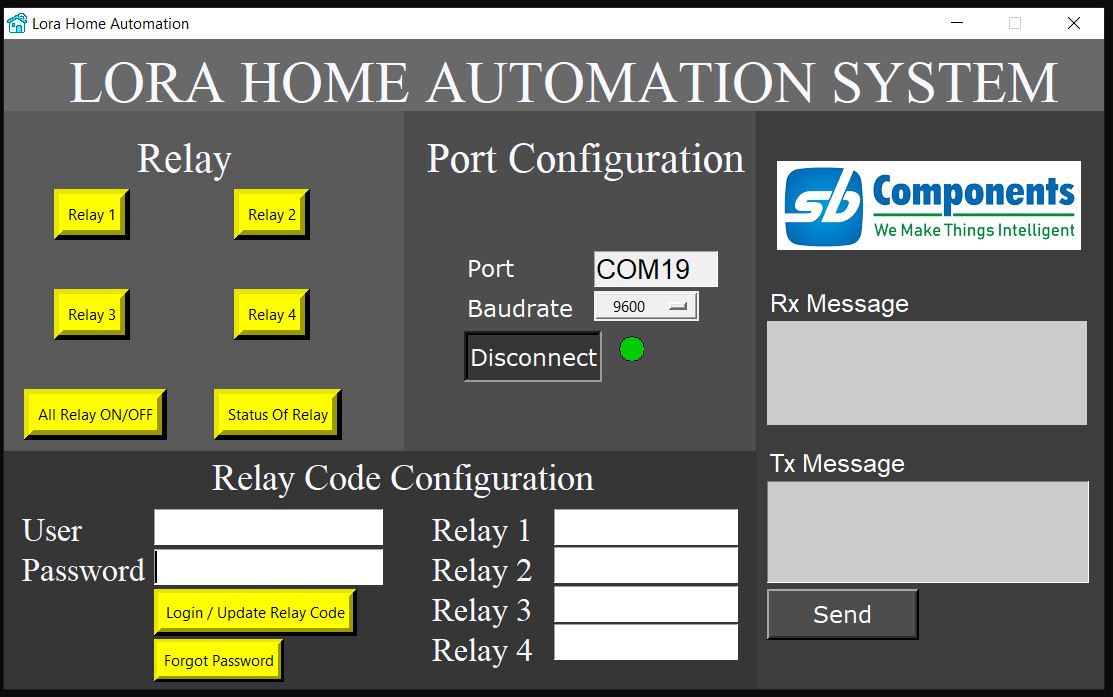 Lora Home Automation
LORA HOME AUTOMATION SYSTEM
Relay
Relay 1
Relay 2
Relay 3
Relay 4
All Relay ON/OFF
Status Of Relay
Port Configuration
Port
COM19
Baudrate
9600
Disconnect
sb Components
We Make Things Intelligent
Rx Message
Tx Message
Send
Relay Code Configuration
User
Password
Login / Update Relay Code
Forgot Password
Relay 1
Relay 2
Relay 3
Relay 4